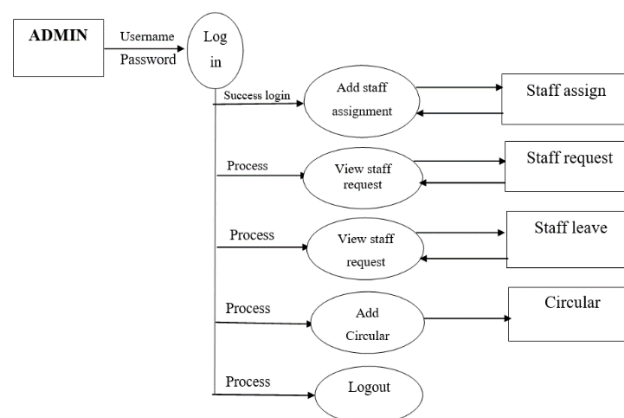 ADMIN
Username
Password
Log
in
Success login
Add staff
assignment
Staff assign
Process
View staff
request
Staff request
Process
View staff
request
Staff leave
Process
Add
Circular
Circular
Process
Logout